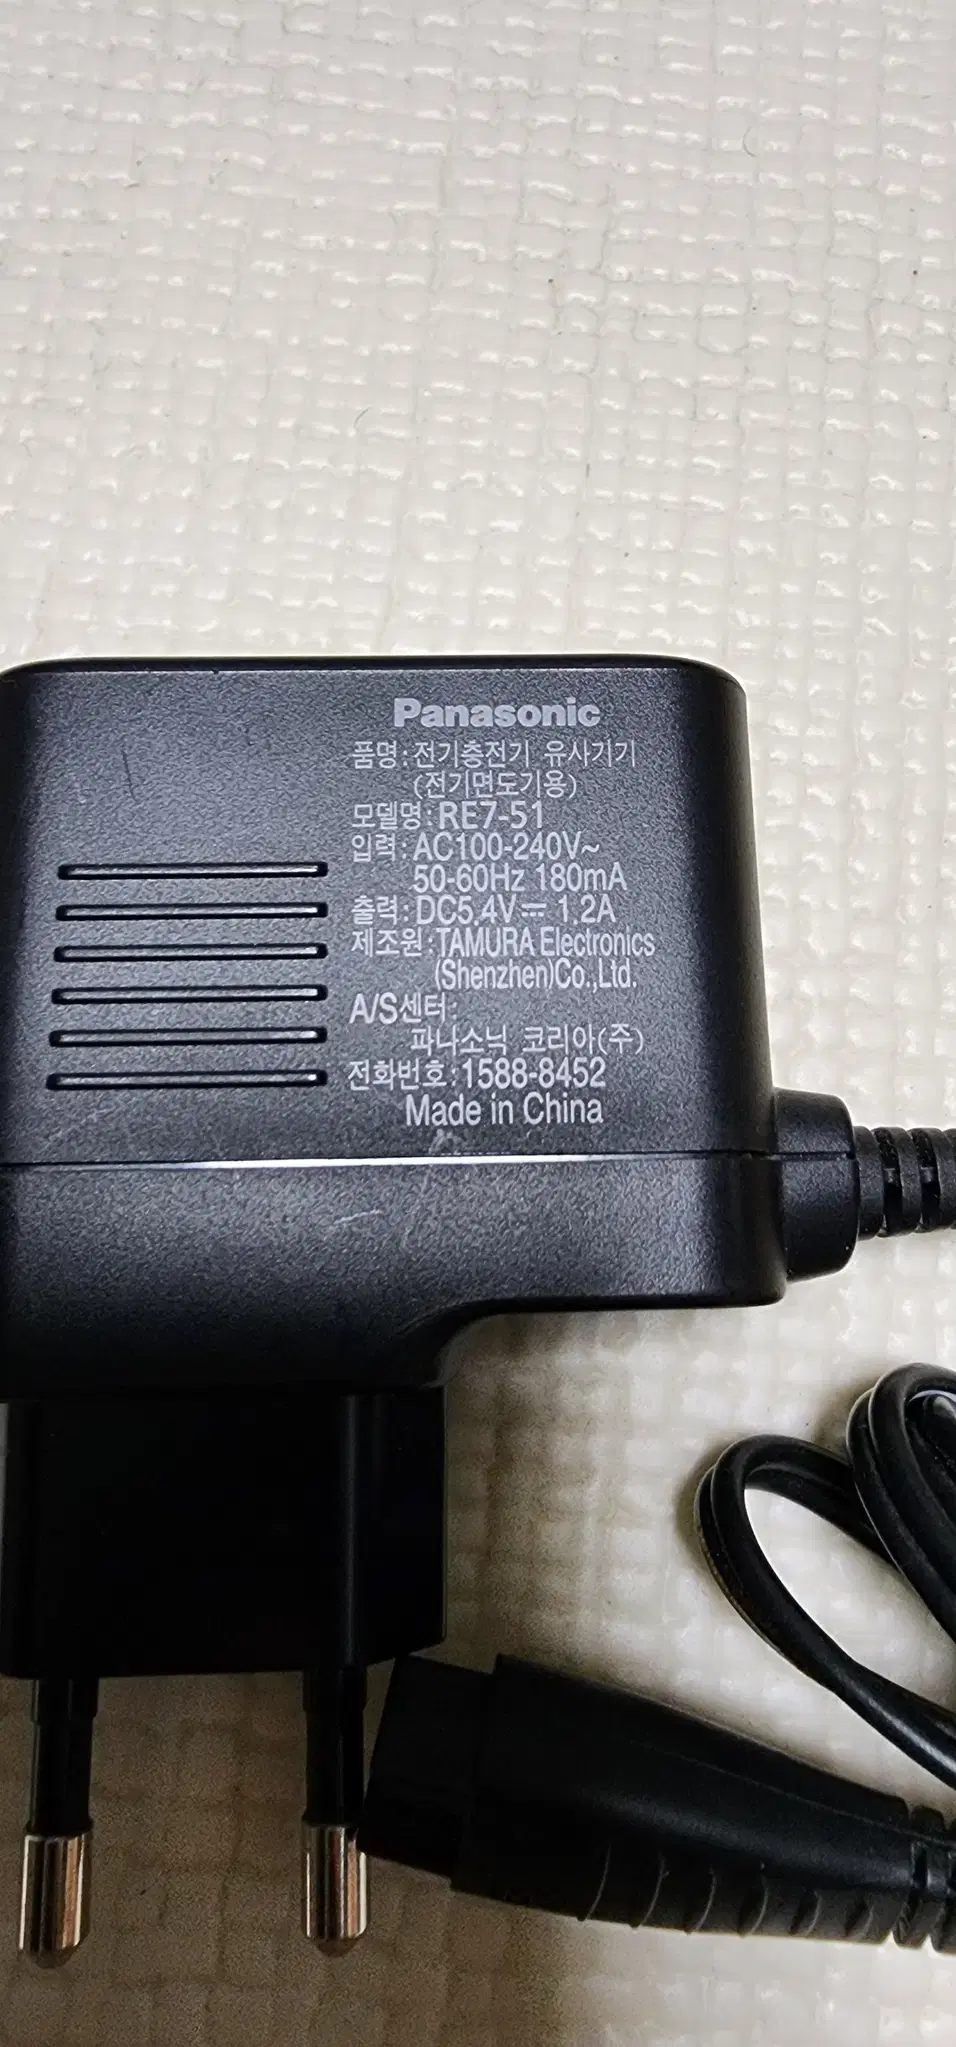 Panasonic
품명:전기충전기 유사기기
(전기면도기용)
모델명:RE7-51
입력:AC100-240V~
50-60Hz 180mA
출력:DC5.4V⎓ 1.2A
제조원:TAMURA Electronics
(Shenzhen)Co.,Ltd.
A/S센터:
파나소닉 코리아(주)
전화번호:1588-8452
Made in China